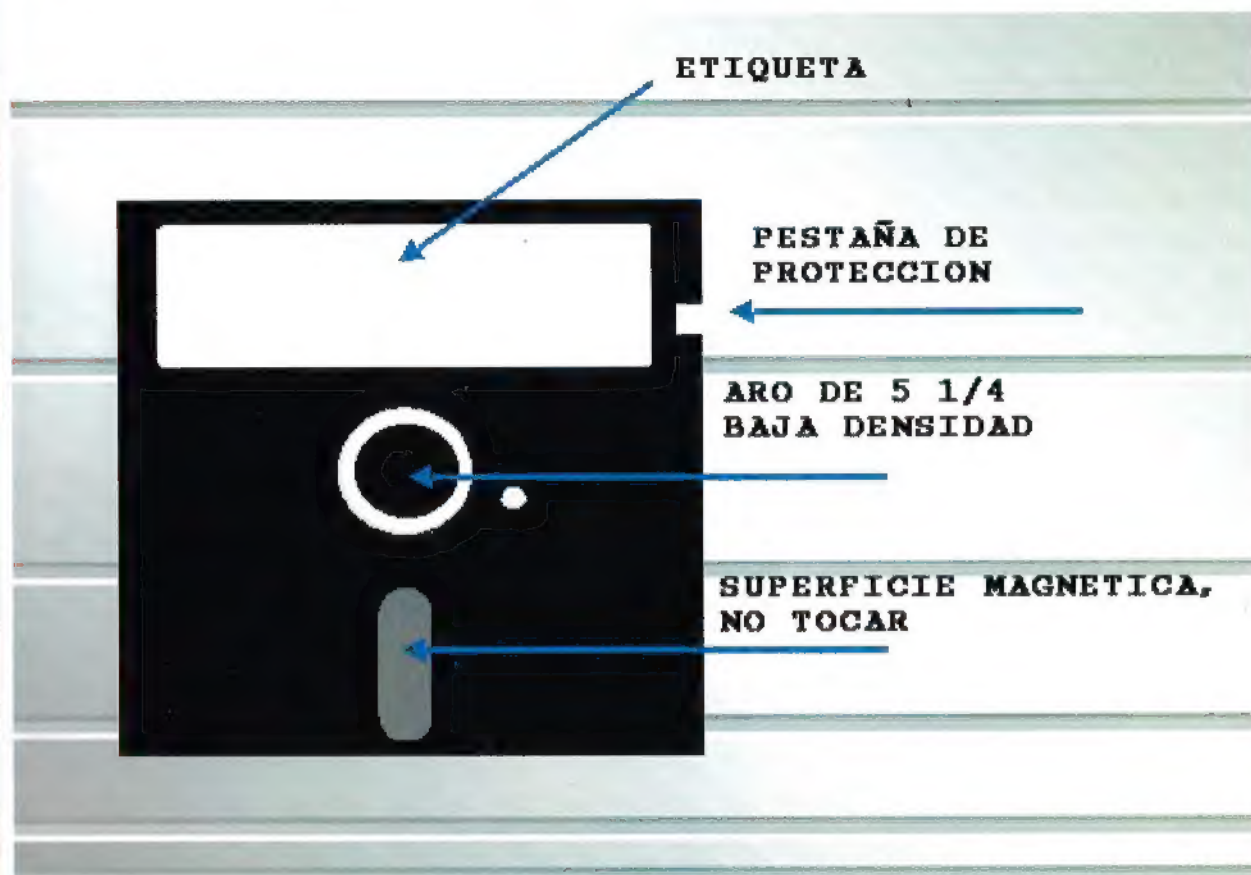 ETIQUETA
PESTAÑA DE
PROTECCION
ARO DE 5 1/4
BAJA DENSIDAD
SUPERFICIE MAGNETICA,
NO TOCAR